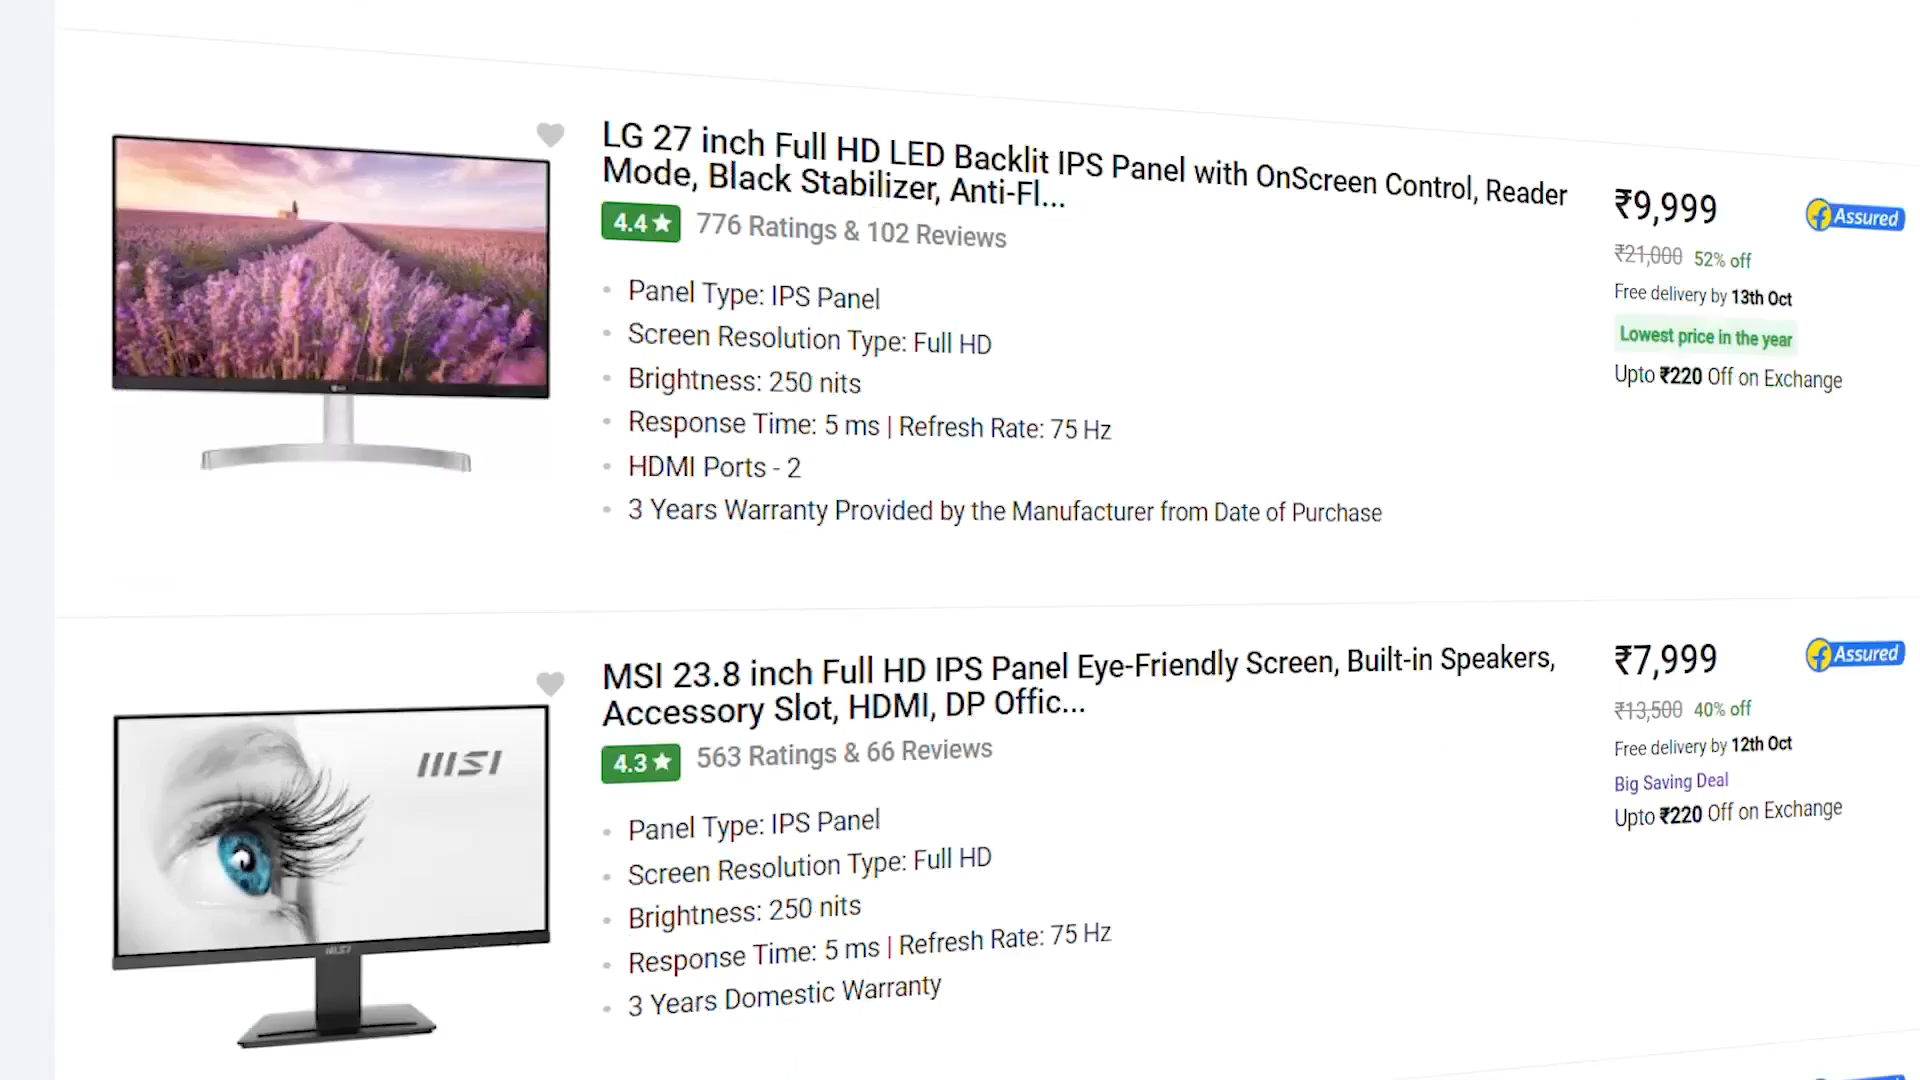 LG 27 inch Full HD LED Backlit IPS Panel with OnScreen Control, Reader
Mode, Black Stabilizer, Anti-Fl...
4.4★ 776 Ratings & 102 Reviews
Panel Type: IPS Panel
Screen Resolution Type: Full HD
Brightness: 250 nits
Response Time: 5 ms | Refresh Rate: 75 Hz
HDMI Ports - 2
3 Years Warranty Provided by the Manufacturer from Date of Purchase
₹9,999
Assured
₹21,000 52% off
Free delivery by 13th Oct
Lowest price in the year
Upto ₹220 Off on Exchange
MSI 23.8 inch Full HD IPS Panel Eye-Friendly Screen, Built-in Speakers,
Accessory Slot, HDMI, DP Offic...
4.3★ 563 Ratings & 66 Reviews
msi
msi
Panel Type: IPS Panel
Screen Resolution Type: Full HD
Brightness: 250 nits
Response Time: 5 ms | Refresh Rate: 75 Hz
3 Years Domestic Warranty
₹7,999
Assured
₹13,500 40% off
Free delivery by 12th Oct
Big Saving Deal
Upto ₹220 Off on Exchange